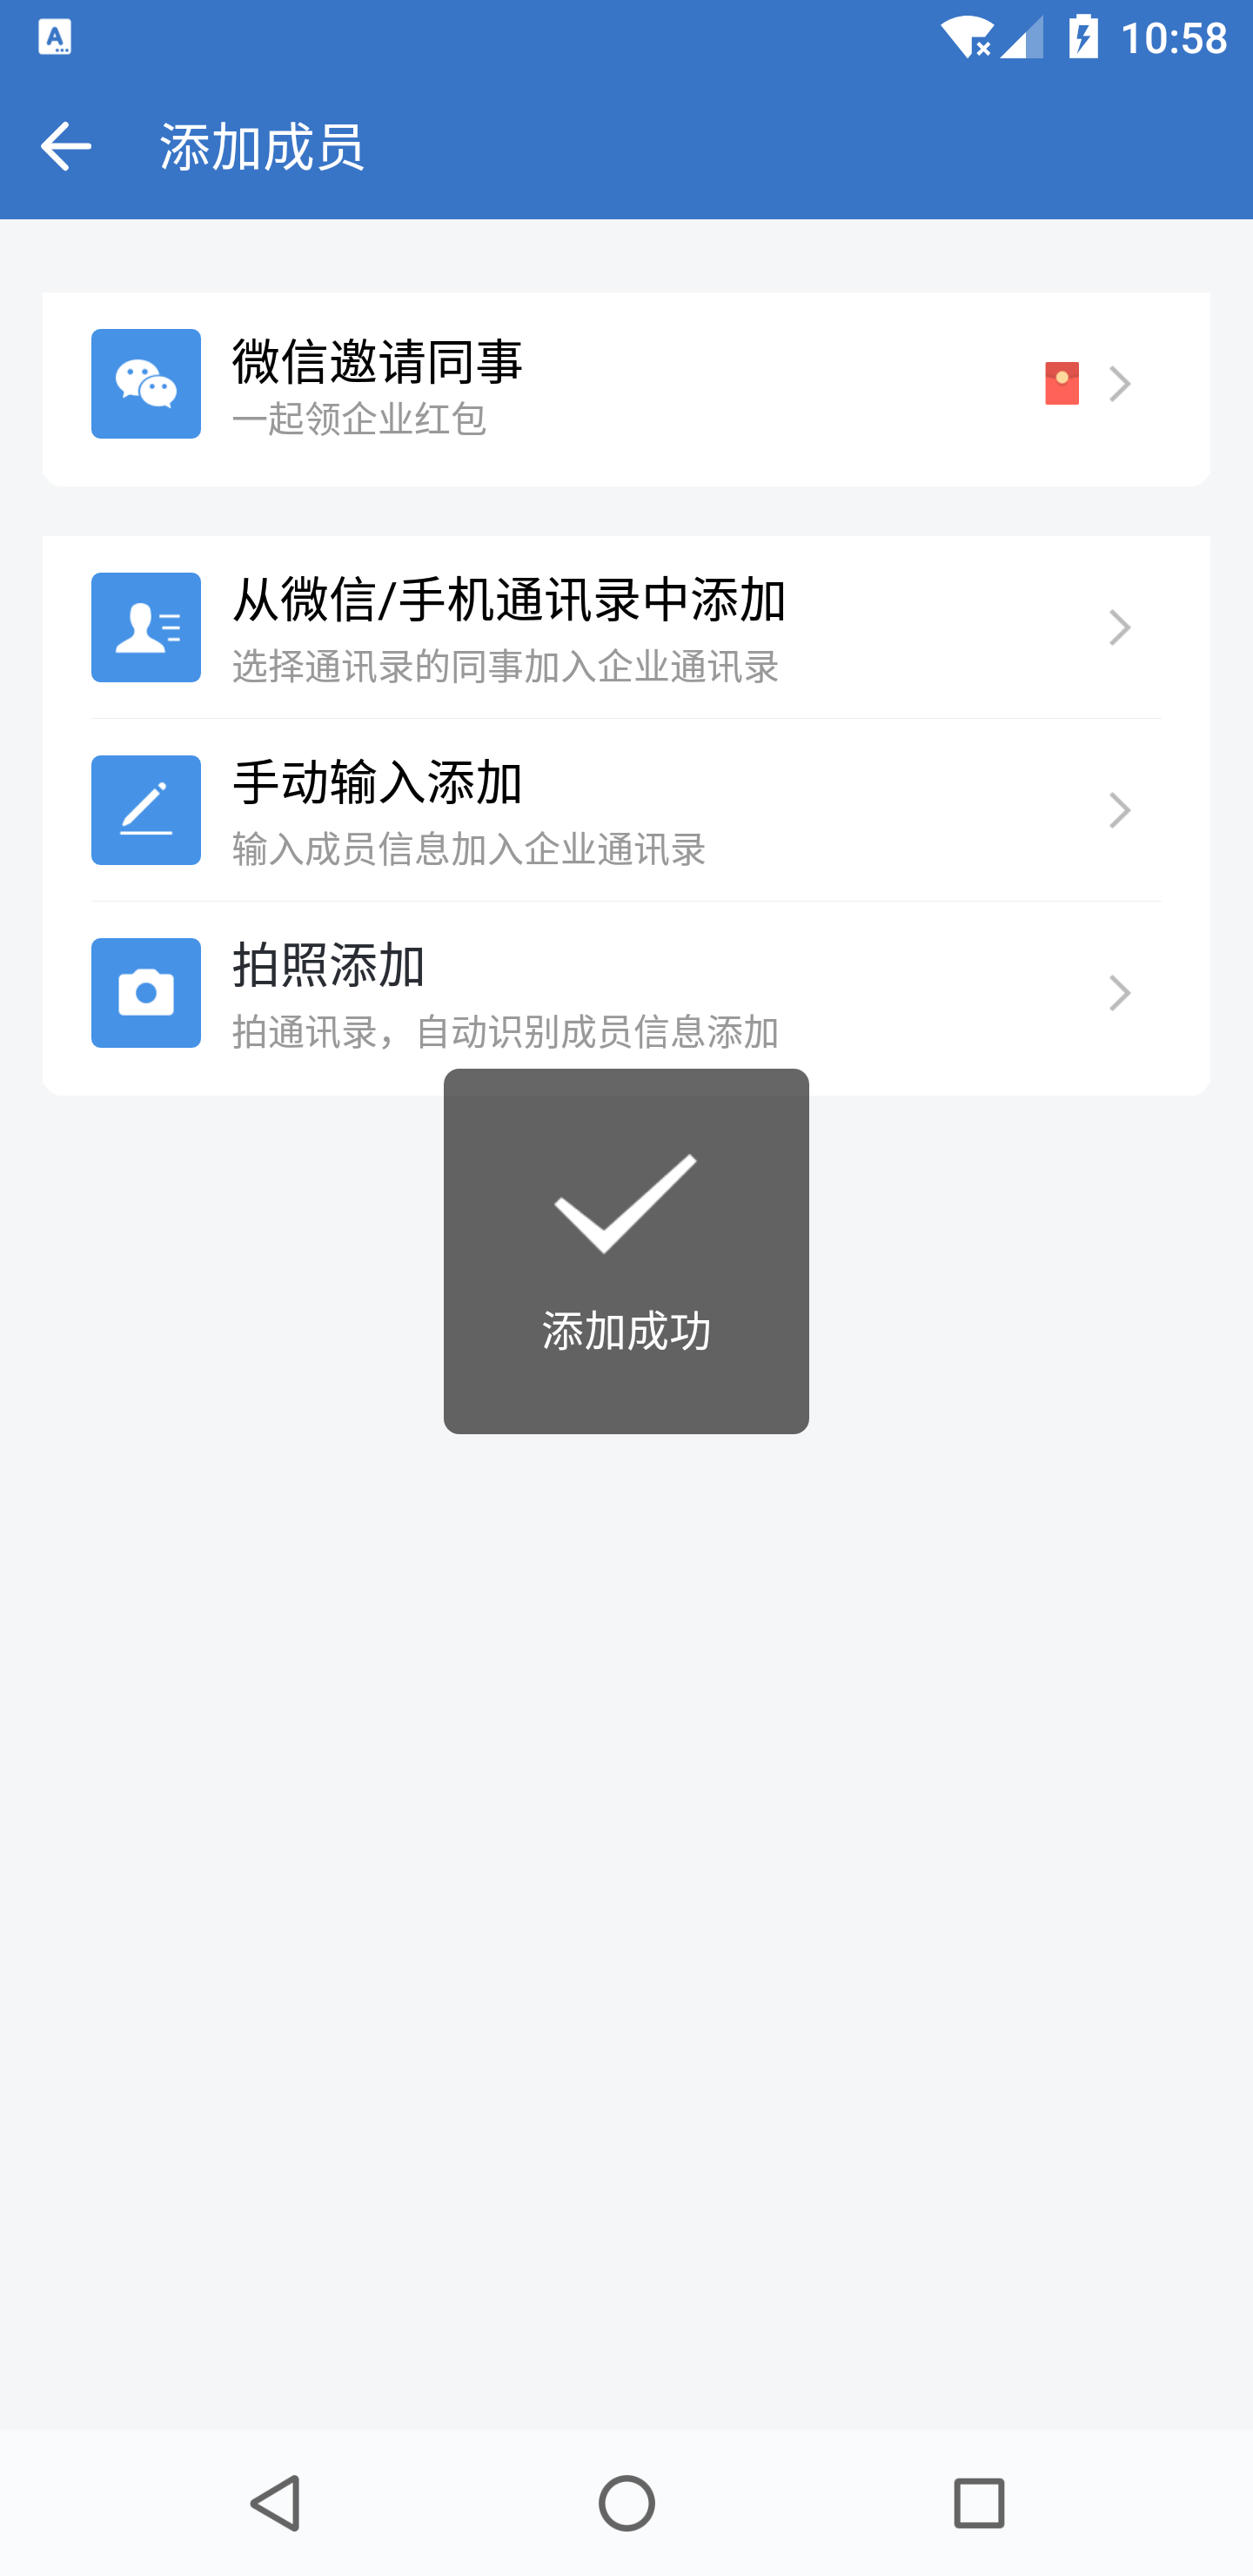 A
10:58
添加成员
微信邀请同事
一起领企业红包
从微信/手机通讯录中添加
选择通讯录的同事加入企业通讯录
手动输入添加
输入成员信息加入企业通讯录
拍照添加
拍通讯录，自动识别成员信息添加
添加成功